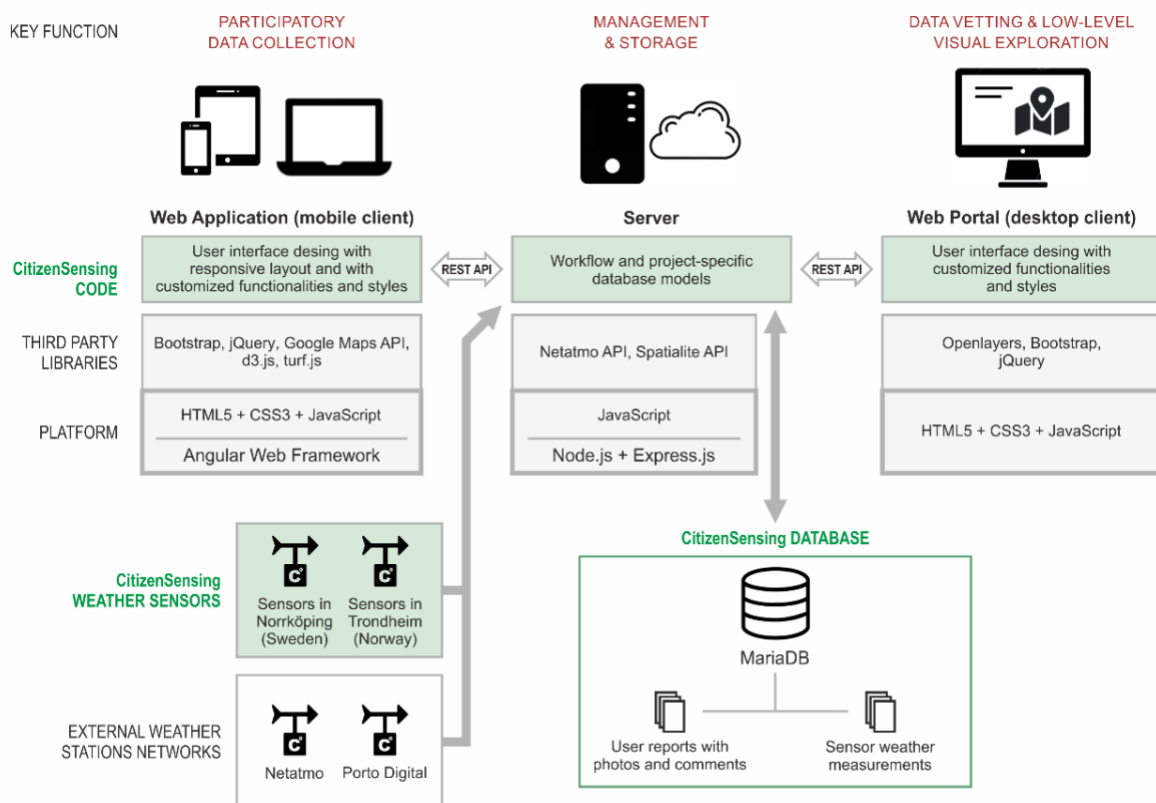 KEY FUNCTION
PARTICIPATORY
DATA COLLECTION
MANAGEMENT
& STORAGE
DATA VETTING & LOW-LEVEL
VISUAL EXPLORATION
Web Application (mobile client)
Server
Web Portal (desktop client)
CitizenSensing
CODE
User interface desing with
responsive layout and with
customized functionalities and styles
REST API
Workflow and project-specific
database models
REST API
User interface desing with
customized functionalities
and styles
THIRD PARTY
LIBRARIES
Bootstrap, jQuery, Google Maps API,
d3.js, turf.js
Netatmo API, Spatialite API
Openlayers, Bootstrap,
jQuery
PLATFORM
HTML5 + CSS3 + JavaScript
Angular Web Framework
JavaScript
Node.js + Express.js
HTML5 + CSS3 + JavaScript
CitizenSensing
WEATHER SENSORS
C
Sensors in
Norrköping
(Sweden)
C
Sensors in
Trondheim
(Norway)
CitizenSensing DATABASE
MariaDB
User reports with
photos and comments
Sensor weather
measurements
EXTERNAL WEATHER
STATIONS NETWORKS
C
Netatmo
C
Porto Digital